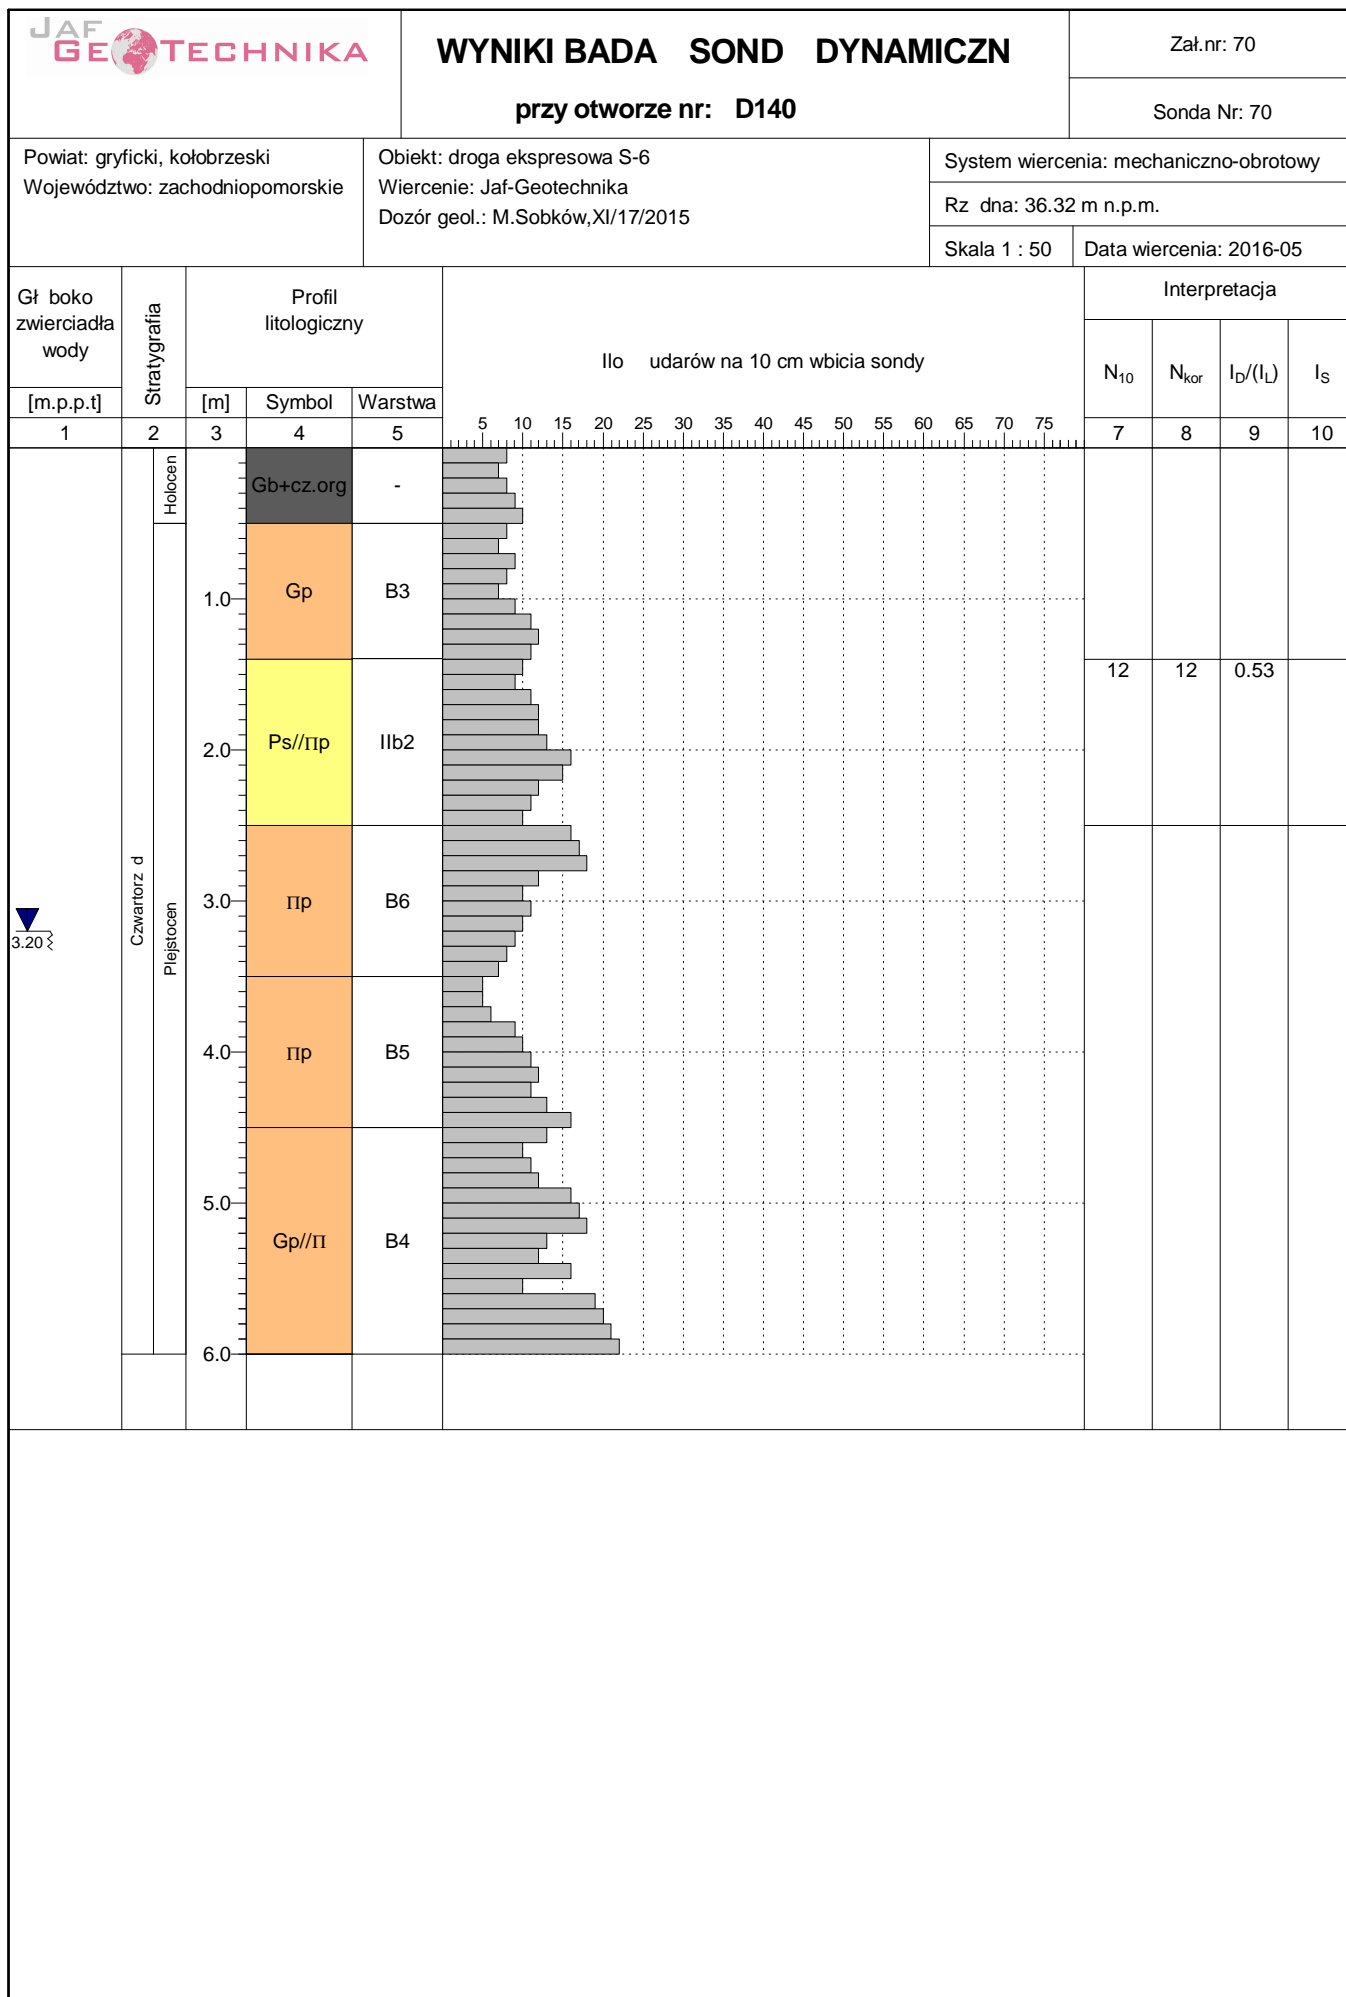 JAF
GEOTECHNIKA
WYNIKI BADA SOND DYNAMICZN
przy otworze nr: D140
Zał.nr: 70
Sonda Nr: 70
Powiat: gryficki, kołobrzeski
Województwo: zachodniopomorskie
Obiekt: droga ekspresowa S-6
Wiercenie: Jaf-Geotechnika
Dozór geol.: M.Sobków,XI/17/2015
System wiercenia: mechaniczno-obrotowy
Rz dna: 36.32 m n.p.m.
Skala 1 : 50
Data wiercenia: 2016-05
Gł boko
zwierciadła
wody
[m.p.p.t]
Stratygrafia
Profil
litologiczny
[m] Symbol Warstwa
Ilo udarów na 10 cm wbicia sondy
Interpretacja
N10 Nkor ID/(IL) IS
5 10 15 20 25 30 35 40 45 50 55 60 65 70 75
1 2 3 4 5 7 8 9 10
Holocen
Gb+cz.org -
1.0 Gp B3
12 12 0.53
2.0 Ps//Πp IIb2
Czwartorz d
Plejstocen
3.0 Πp B6
3.20
4.0 Πp B5
5.0
Gp//Π B4
6.0